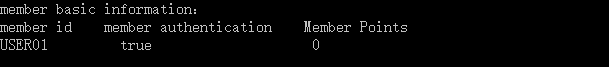 member basic information:
member id    member authentication    Member Points
USER01         true                    0